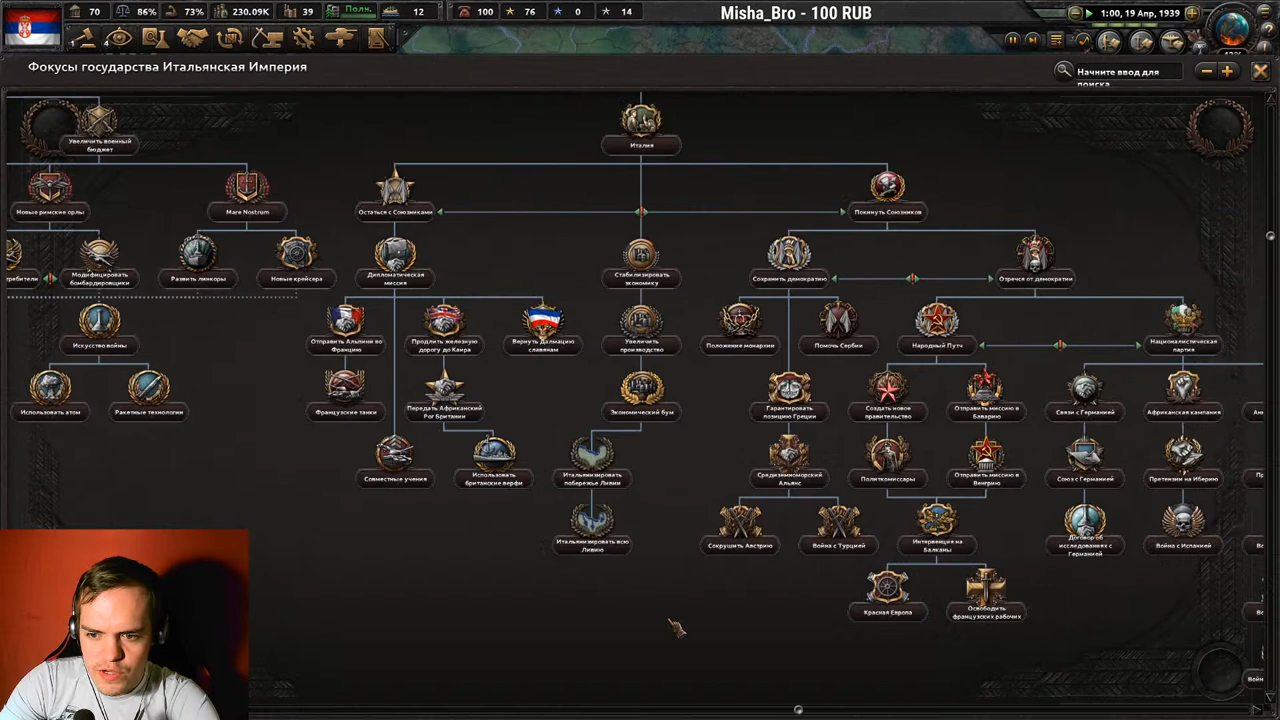 70
86%
73%
230.09K
39
Полн.
12
100
76
0
14
Misha_Bro - 100 RUB
1:00, 19 Апр, 1939
1
4
Фокусы государства Итальянская Империя
Начните ввод для
поиска
Увеличить военный
бюджет
Италия
Новые римские орлы
Mare Nostrum
Остаться с Союзниками
Покинуть Союзников
требители
Модифицировать
бомбардировщики
Развить линкоры
Новые крейсера
Дипломатическая
миссия
Стабилизировать
экономику
Сохранить демократию
Отречся от демократии
Искусство войны
Отправить Альпини во
Францию
Продлить железную
дорогу до Каира
Вернуть Далмацию
славянам
Увеличить
производство
Положение монархии
Помочь Сербии
Народный Путч
Националистическая
партия
Использовать атом
Ракетные технологии
Французские танки
Передать Африканский
Рог Британии
Экономический бум
Гарантировать
позицию Греции
Создать новое
правительство
Отправить миссию в
Баварию
Связи с Германией
Африканская кампания
Совместные учения
Использовать
британские верфи
Итальянизировать
побережье Ливии
Средиземноморский
Альянс
Политкомиссары
Отправить миссию в
Венгрию
Союз с Германией
Претензии на Иберию
Итальянизировать всю
Ливию
Сокрушить Австрию
Война с Турцией
Интервенция на
Балканы
Договор об
исследованиях с
Германией
Война с Испанией
Красная Европа
Освободить
французских рабочих